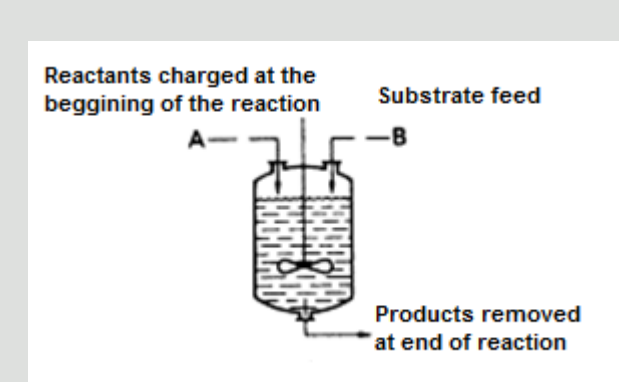 Reactants charged at the
beggining of the reaction
Substrate feed
A
B
Products removed
at end of reaction